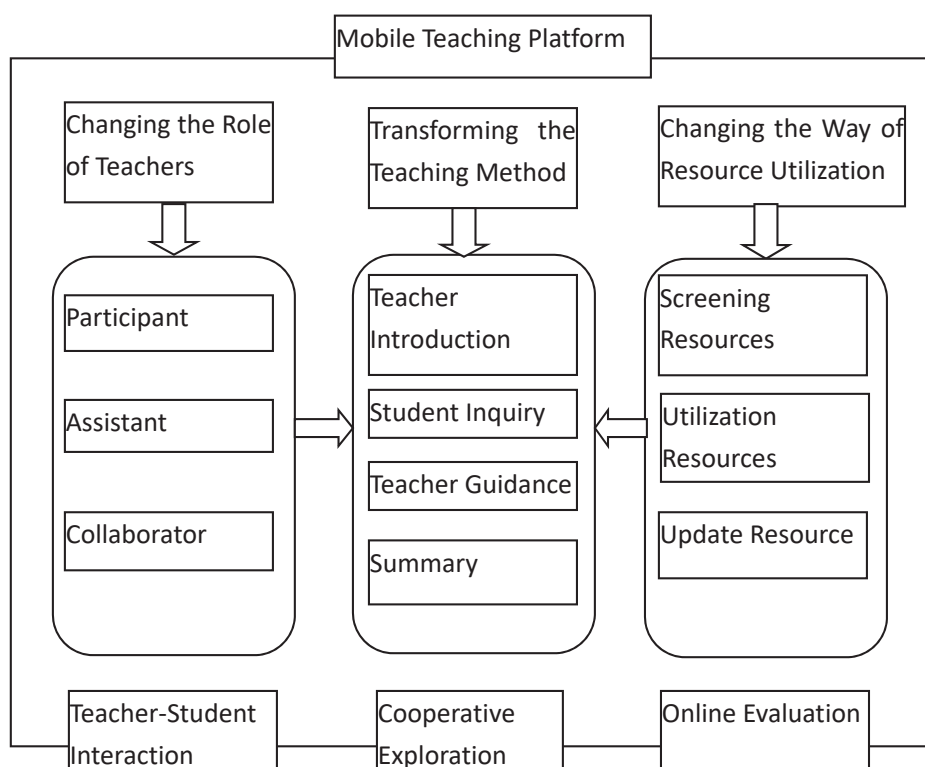 Mobile Teaching Platform
Changing the Role
of Teachers
Transforming the
Teaching Method
Changing the Way of
Resource Utilization
Participant
Assistant
Collaborator
Teacher
Introduction
Student Inquiry
Teacher Guidance
Summary
Screening
Resources
Utilization
Resources
Update Resource
Teacher-Student
Interaction
Cooperative
Exploration
Online Evaluation